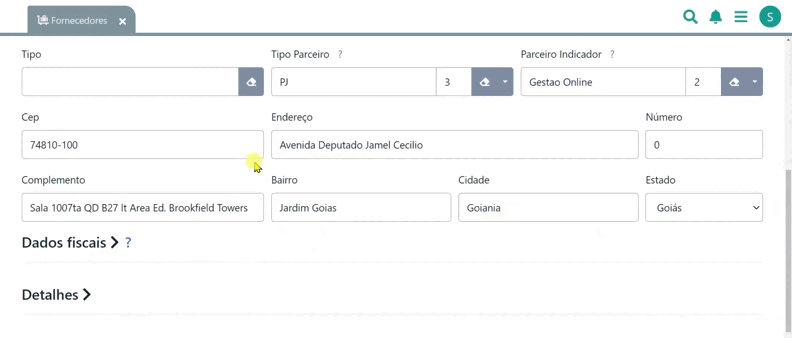 Fornecedores ×
S
Tipo
Tipo Parceiro ?
Parceiro Indicador ?
PJ
3
Gestao Online
2
Cep
Endereço
Número
74810-100
Avenida Deputado Jamel Cecilio
0
Complemento
Bairro
Cidade
Estado
Sala 1007ta QD B27 lt Area Ed. Brookfield Towers
Jardim Goias
Goiania
Goiás
Dados fiscais ?
Detalhes